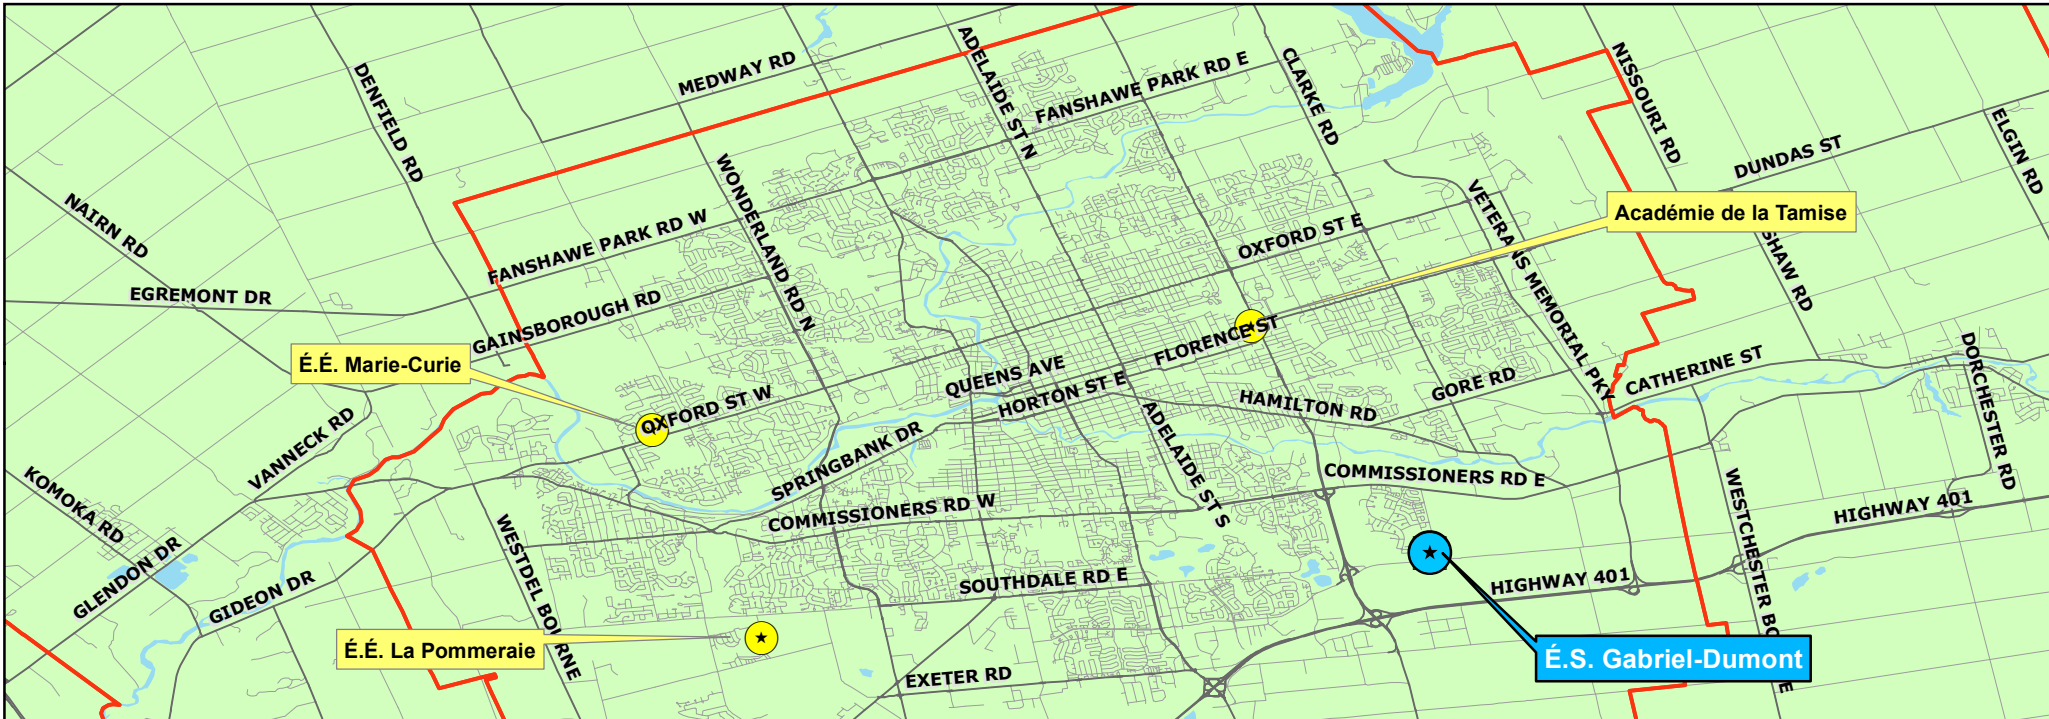 MEDWAY RD
DENFIELD RD
ADELAIDE ST N
FANSHAWE PARK RD E
CLARKE RD
NISSOURI RD
ELGIN RD
DUNDAS ST
NAIRN RD
WONDERLAND RD N
VETERANS MEMORIAL PKY
Académie de la Tamise
FANSHAWE PARK RD W
OXFORD ST E
SHAW RD
EGREMONT DR
GAINSBOROUGH RD
É.É. Marie-Curie
FLORENCE ST
QUEENS AVE
HORTON ST E
HAMILTON RD
GORE RD
CATHERINE ST
DORCHESTER RD
OXFORD ST W
VANNECK RD
SPRINGBANK DR
ADELAIDE ST S
KOMOKA RD
COMMISSIONERS RD E
COMMISSIONERS RD W
WESTCHESTER BO E
HIGHWAY 401
WESTDEL BOURNE
GLENDON DR
GIDEON DR
SOUTHDALE RD E
HIGHWAY 401
É.É. La Pommeraie
É.S. Gabriel-Dumont
EXETER RD